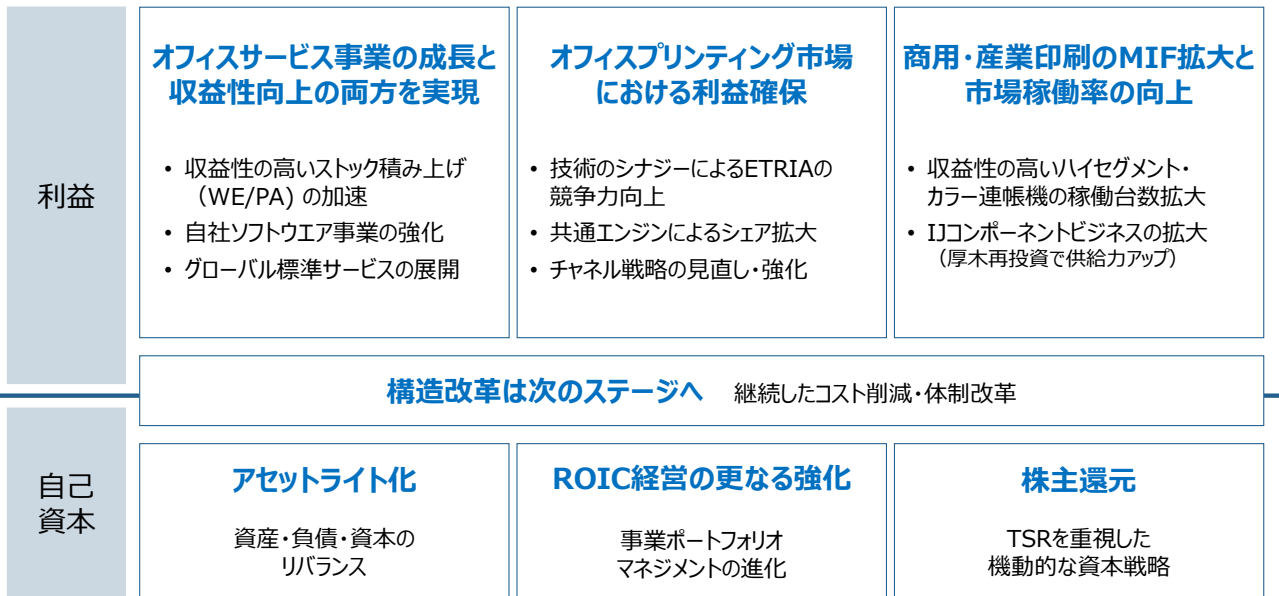 利益
オフィスサービス事業の成長と
収益性向上の両方を実現
• 収益性の高いストック積み上げ
（WE/PA) の加速
• 自社ソフトウエア事業の強化
• グローバル標準サービスの展開
オフィスプリンティング市場
における利益確保
• 技術のシナジーによるETRIAの
競争力向上
• 共通エンジンによるシェア拡大
• チャネル戦略の見直し・強化
商用・産業印刷のMIF拡大と
市場稼働率の向上
• 収益性の高いハイセグメント・
カラー連帳機の稼働台数拡大
• IJコンポーネントビジネスの拡大
（厚木再投資で供給力アップ）
構造改革は次のステージへ 継続したコスト削減・体制改革
自己
資本
アセットライト化
資産・負債・資本の
リバランス
ROIC経営の更なる強化
事業ポートフォリオ
マネジメントの進化
株主還元
TSRを重視した
機動的な資本戦略